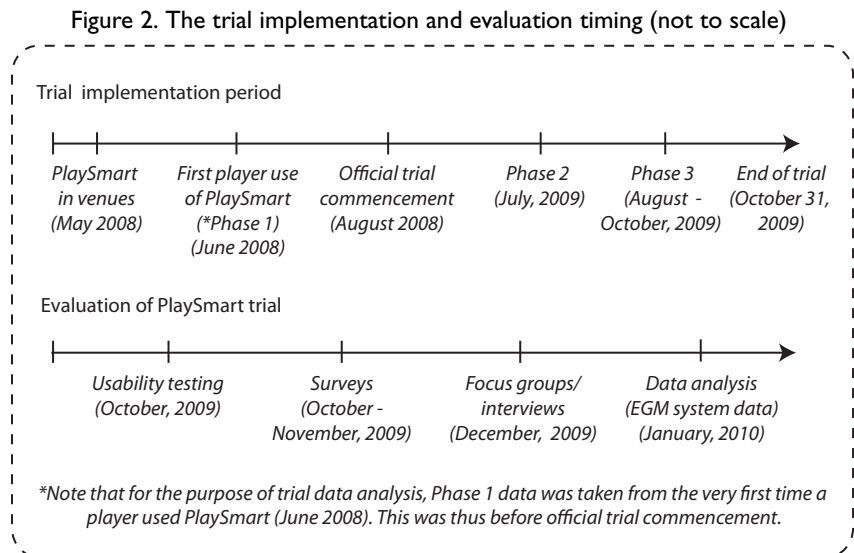 Figure 2. The trial implementation and evaluation timing (not to scale)
Trial implementation period
PlaySmart
in venues
(May 2008)
First player use
of PlaySmart
(*Phase 1)
(June 2008)
Official trial
commencement
(August 2008)
Phase 2
(July, 2009)
Phase 3
(August -
October, 2009)
End of trial
(October 31,
2009)
Evaluation of PlaySmart trial
Usability testing
(October, 2009)
Surveys
(October -
November, 2009)
Focus groups/
interviews
(December, 2009)
Data analysis
(EGM system data)
(January, 2010)
*Note that for the purpose of trial data analysis, Phase 1 data was taken from the very first time a
player used PlaySmart (June 2008). This was thus before official trial commencement.